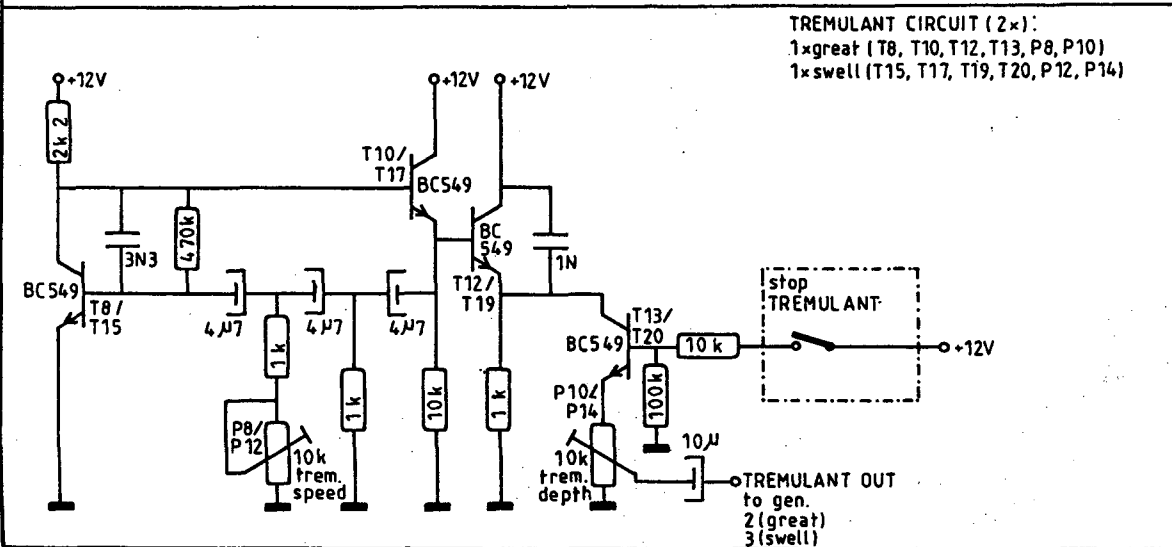 TREMULANT CIRCUIT (2×):
1×great (T8, T10, T12, T13, P8, P10)
1×swell (T15, T17, T19, T20, P12, P14)
+12V
+12V
+12V
2k2
T10/
T17
BC549
3N3
470k
BC
549
1N
T12/
T19
BC549
T8/
T15
4µ7
4µ7
4µ7
1k
1k
10k
1k
P8/
P12
10k
trem.
speed
T13/
T20
BC549
10k
100k
stop
TREMULANT
+12V
P10/
P14
10k
trem.
depth
10µ
TREMULANT OUT
to gen.
2(great)
3(swell)